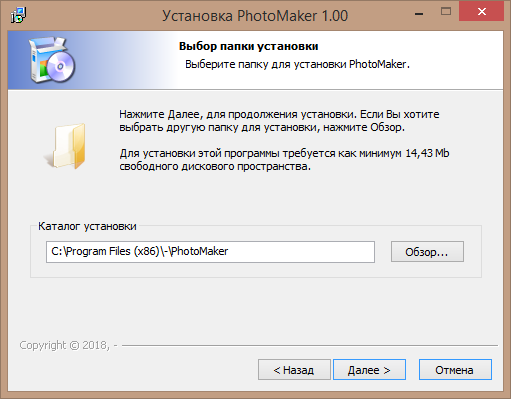 Установка PhotoMaker 1.00
Выбор папки установки
Выберите папку для установки PhotoMaker.
Нажмите Далее, для продолжения установки. Если Вы хотите
выбрать другую папку для установки, нажмите Обзор.
Для установки этой программы требуется как минимум 14,43 Mb
свободного дискового пространства.
Каталог установки
C:\Program Files (x86)\-\PhotoMaker
Обзор...
Copyright © 2018, -
< Назад
Далее >
Отмена